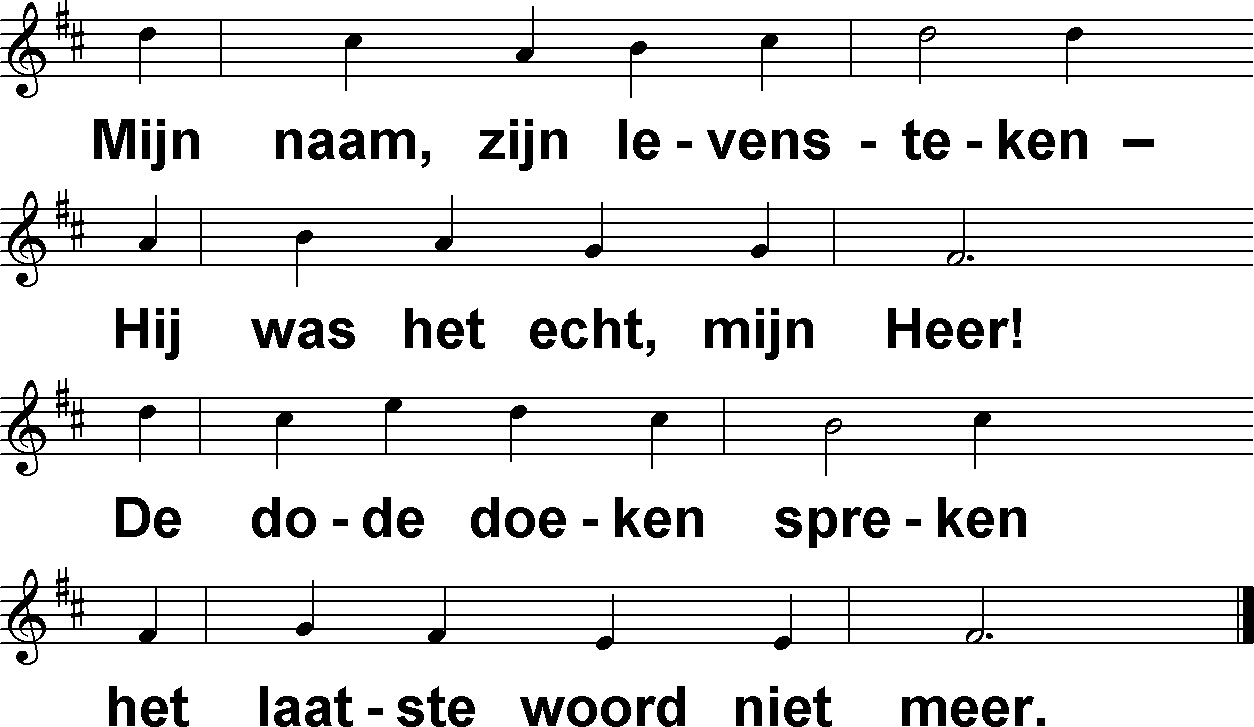 Mijn naam, zijn le - vens - te - ken –
Hij was het echt, mijn Heer!
De do - de doe - ken spre - ken
het laat - ste woord niet meer.